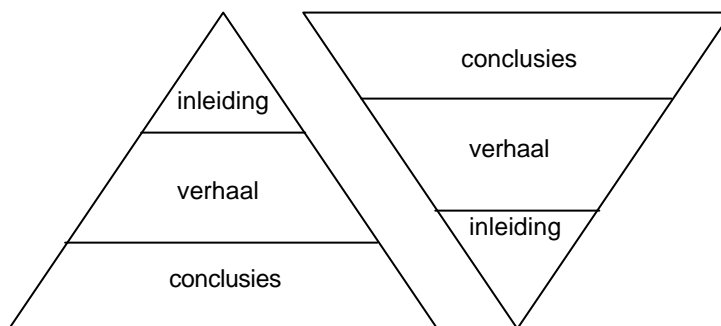 inleiding
verhaal
conclusies
conclusies
verhaal
inleiding